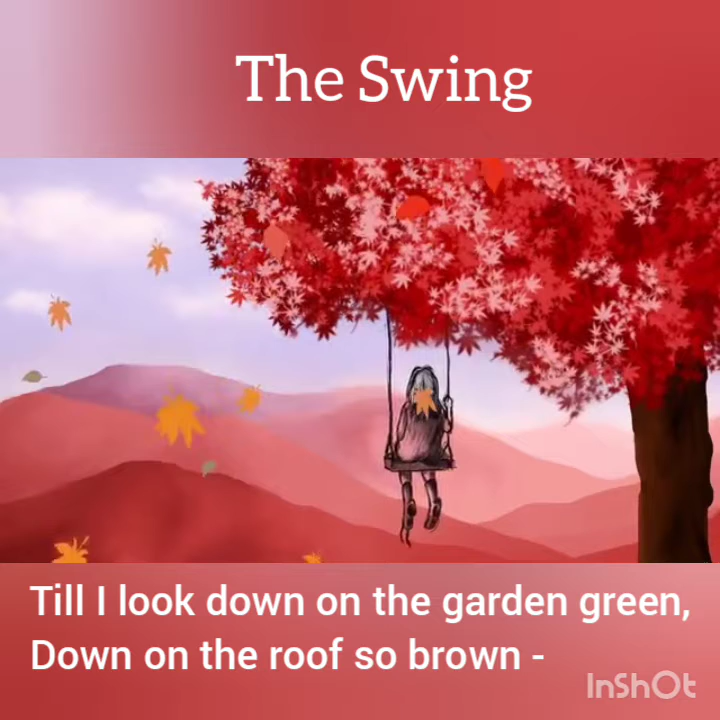 The Swing
Till I look down on the garden green,
Down on the roof so brown -
InShOt